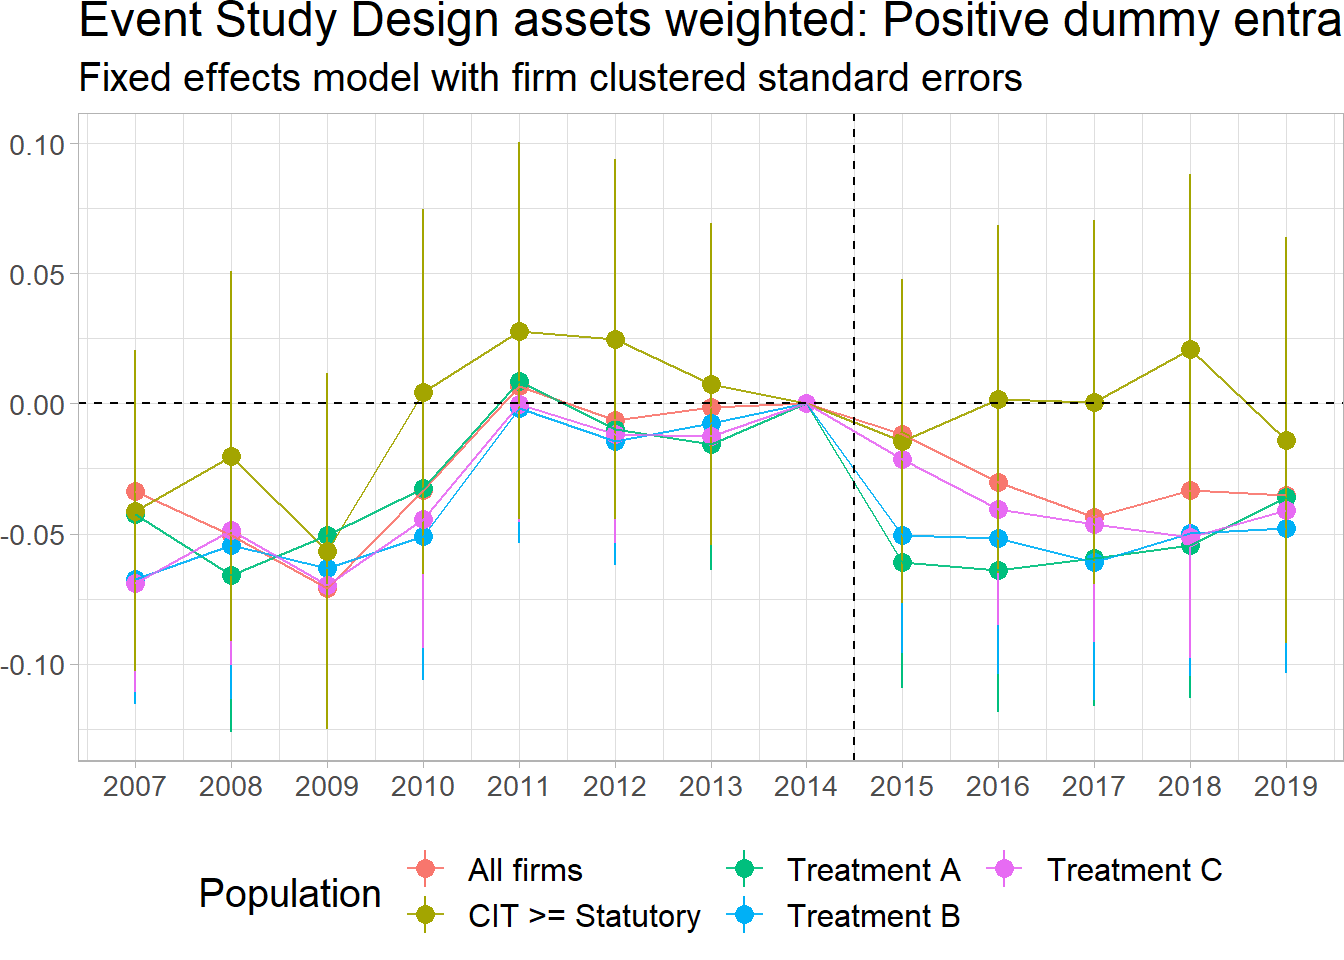 Event Study Design assets weighted: Positive dummy entra
Fixed effects model with firm clustered standard errors
0.10
0.05
0.00
-0.05
-0.10
2007 2008 2009 2010 2011 2012 2013 2014 2015 2016 2017 2018 2019
Population
All firms Treatment A Treatment C
CIT >= Statutory Treatment B